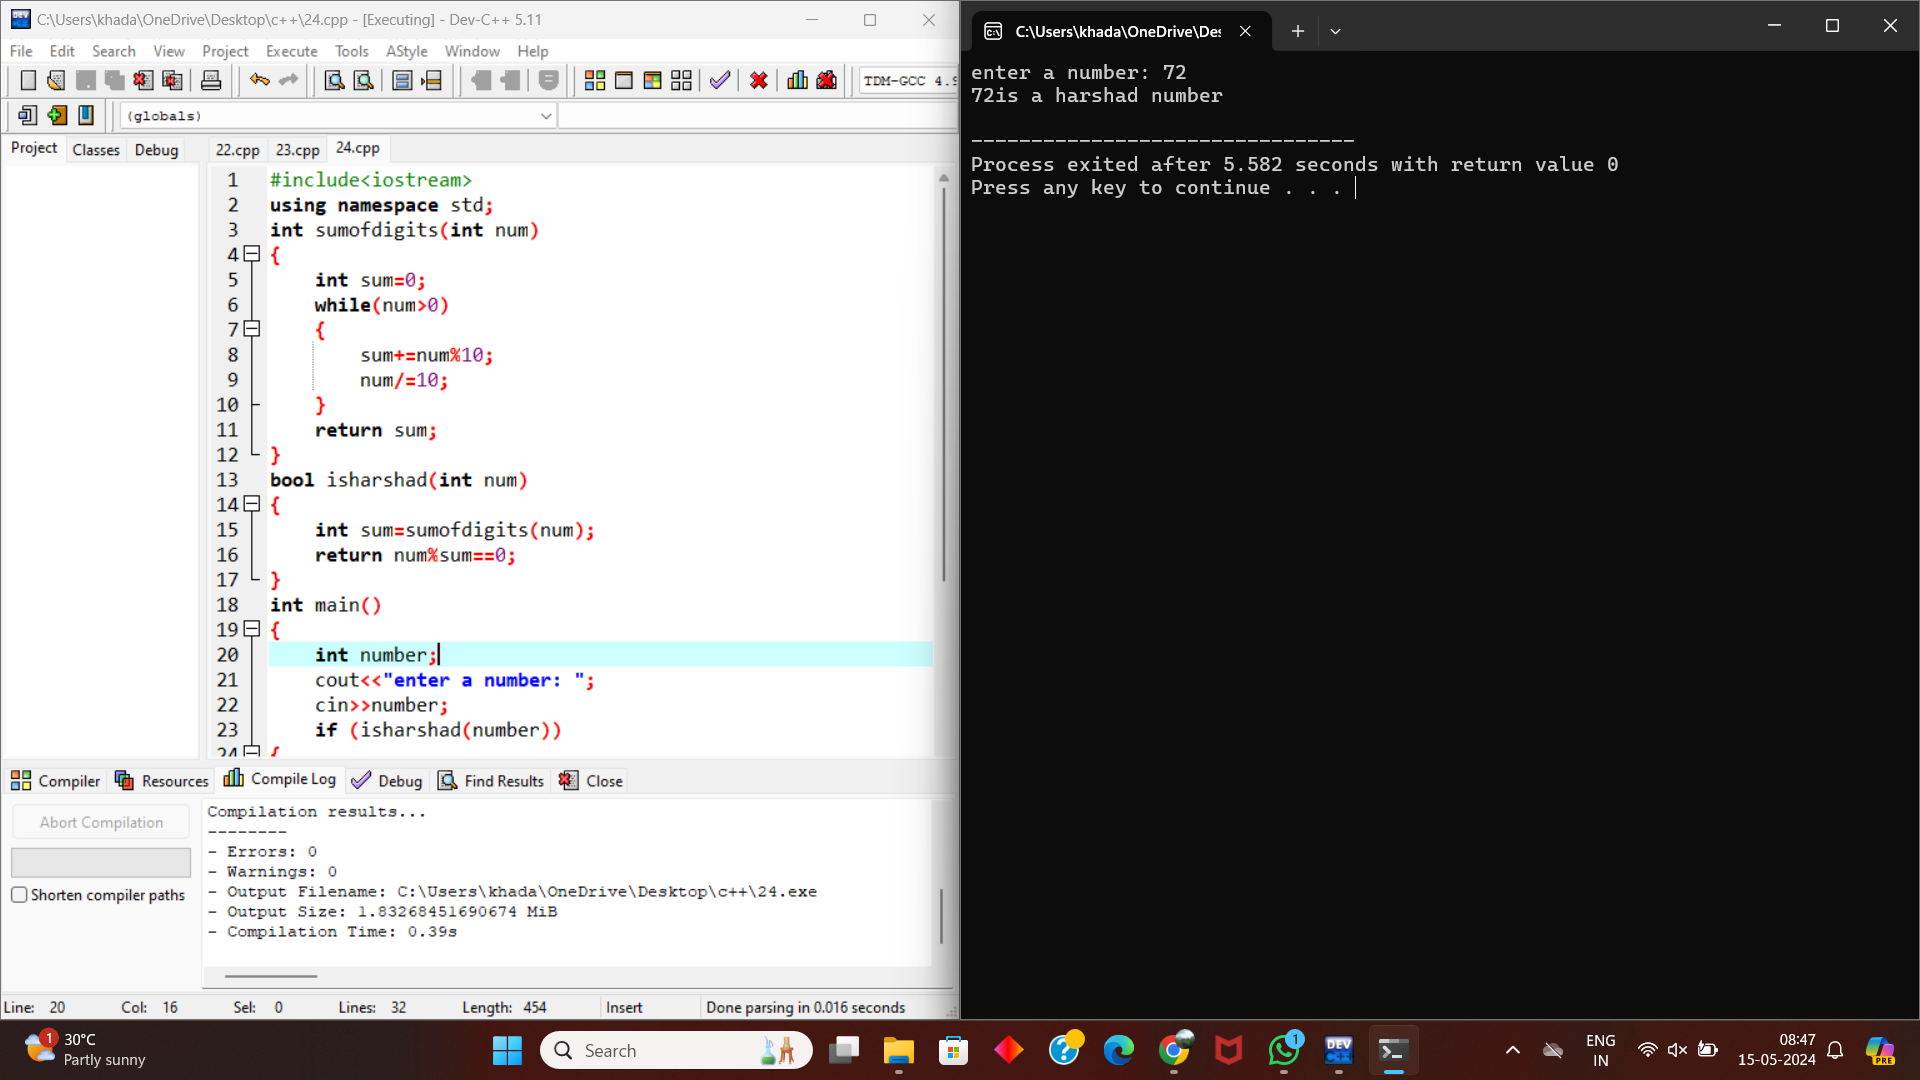 C:\Users\khada\OneDrive\Desktop\c++\24.cpp - [Executing] - Dev-C++ 5.11
File Edit Search View Project Execute Tools AStyle Window Help
TDM-GCC 4.9
(globals)
Project Classes Debug
22.cpp 23.cpp 24.cpp
1 #include<iostream>
2 using namespace std;
3 int sumofdigits(int num)
4 {
5 int sum=0;
6 while(num>0)
7 {
8 sum+=num%10;
9 num/=10;
10 }
11 return sum;
12 }
13 bool isharshad(int num)
14 {
15 int sum=sumofdigits(num);
16 return num%sum==0;
17 }
18 int main()
19 {
20 int number;
21 cout<<"enter a number: ";
22 cin>>number;
23 if (isharshad(number))
24 {
Compiler Resources Compile Log Debug Find Results Close
Abort Compilation
Shorten compiler paths
Compilation results...
--------
- Errors: 0
- Warnings: 0
- Output Filename: C:\Users\khada\OneDrive\Desktop\c++\24.exe
- Output Size: 1.83268451690674 MiB
- Compilation Time: 0.39s
Line: 20 Col: 16 Sel: 0 Lines: 32 Length: 454 Insert Done parsing in 0.016 seconds
C:\Users\khada\OneDrive\Des
enter a number: 72
72is a harshad number
--------------------------------
Process exited after 5.582 seconds with return value 0
Press any key to continue . . .
1
30°C
Partly sunny
Search
1
DEV
C++
ENG
IN
08:47
15-05-2024
PRE